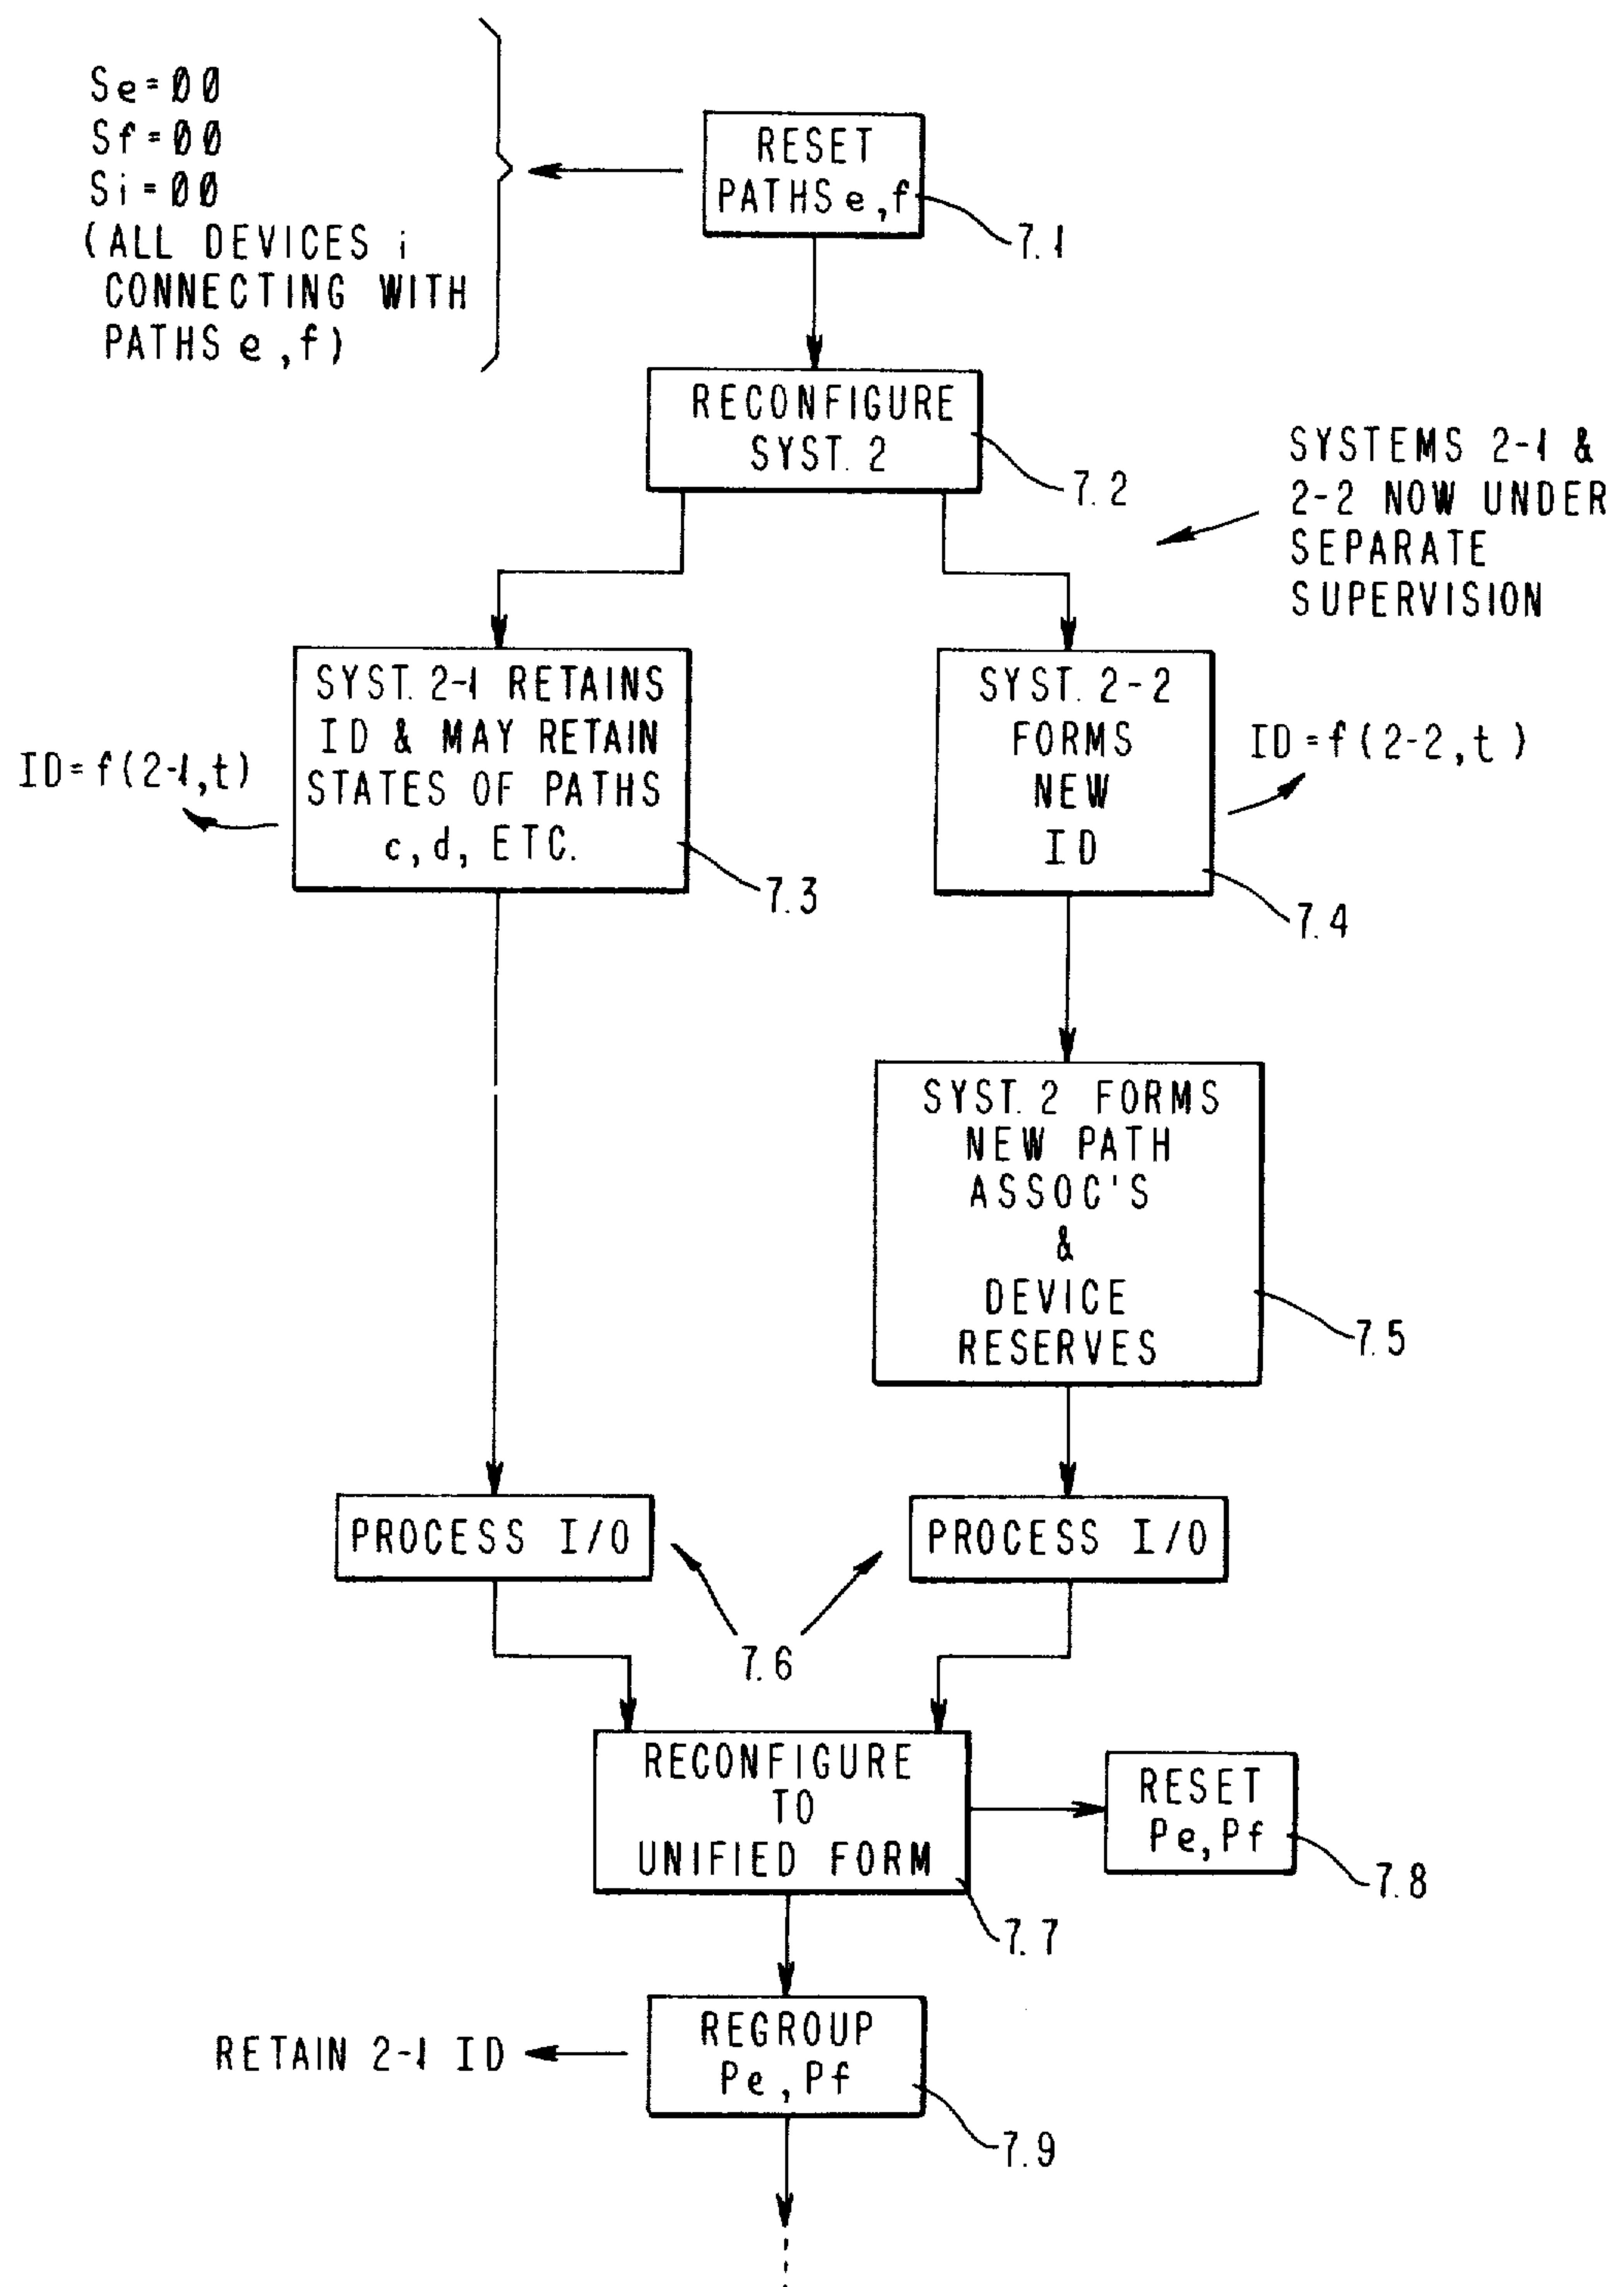 Se=00
Sf=00
Si=00
(ALL DEVICES i
CONNECTING WITH
PATHS e,f)
RESET
PATHS e,f
7.1
RECONFIGURE
SYST. 2
7.2
SYSTEMS 2-1 &
2-2 NOW UNDER
SEPARATE
SUPERVISION
SYST. 2-1 RETAINS
ID & MAY RETAIN
STATES OF PATHS
c,d, ETC.
7.3
ID=f(2-1,t)
SYST. 2-2
FORMS
NEW
ID
7.4
ID=f(2-2,t)
SYST. 2 FORMS
NEW PATH
ASSOC'S
&
DEVICE
RESERVES
7.5
PROCESS I/O
PROCESS I/O
7.6
RECONFIGURE
TO
UNIFIED FORM
7.7
RESET
Pe,Pf
7.8
REGROUP
Pe,Pf
7.9
RETAIN 2-1 ID